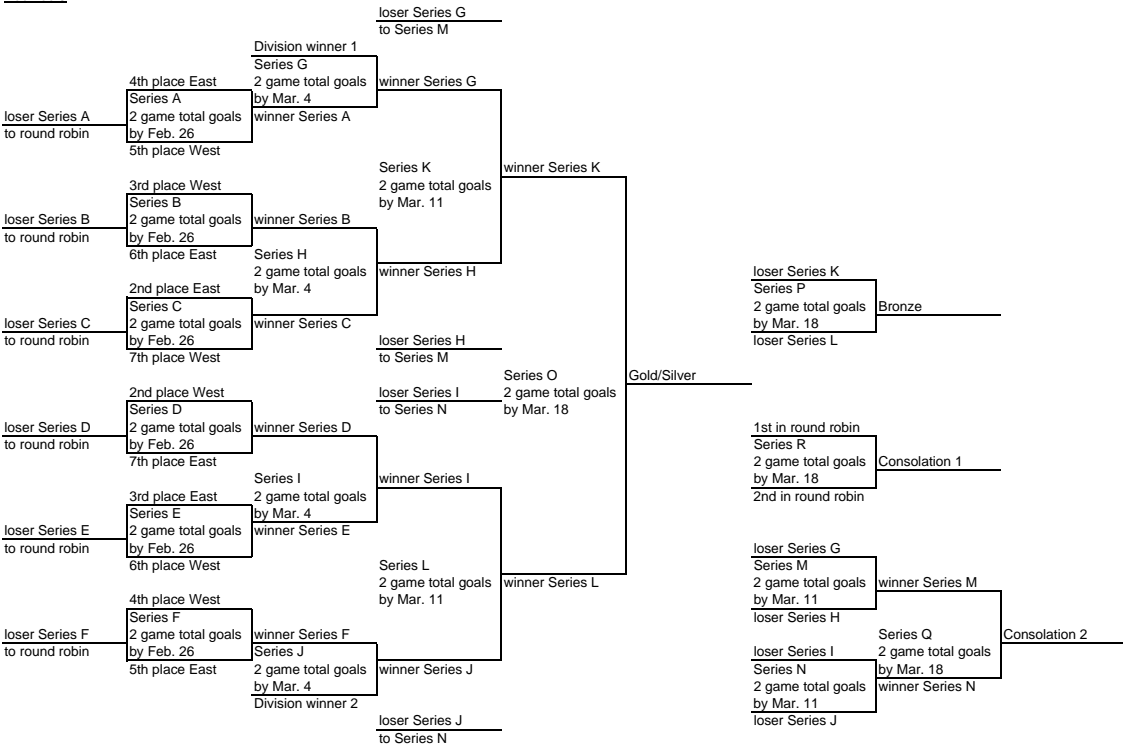 loser Series G
to Series M
Division winner 1
Series G
4th place East
2 game total goals
winner Series G
Series A
by Mar. 4
loser Series A
2 game total goals
winner Series A
to round robin
by Feb. 26
5th place West
Series K
winner Series K
3rd place West
2 game total goals
Series B
by Mar. 11
loser Series B
2 game total goals
winner Series B
to round robin
by Feb. 26
6th place East
Series H
2 game total goals
winner Series H
loser Series K
2nd place East
by Mar. 4
Series P
Series C
2 game total goals
Bronze
loser Series C
2 game total goals
winner Series C
by Mar. 18
to round robin
by Feb. 26
loser Series H
loser Series L
7th place West
to Series M
Series O
Gold/Silver
2nd place West
loser Series I
2 game total goals
Series D
to Series N
by Mar. 18
loser Series D
2 game total goals
winner Series D
1st in round robin
to round robin
by Feb. 26
Series R
7th place East
2 game total goals
Consolation 1
Series I
winner Series I
by Mar. 18
3rd place East
2 game total goals
2nd in round robin
Series E
by Mar. 4
loser Series E
2 game total goals
winner Series E
to round robin
by Feb. 26
loser Series G
6th place West
Series L
Series M
2 game total goals
winner Series L
2 game total goals
winner Series M
4th place West
by Mar. 11
by Mar. 11
Series F
loser Series H
loser Series F
2 game total goals
winner Series F
Series Q
Consolation 2
to round robin
by Feb. 26
Series J
loser Series I
2 game total goals
5th place East
2 game total goals
winner Series J
Series N
by Mar. 18
by Mar. 4
2 game total goals
winner Series N
Division winner 2
by Mar. 11
loser Series J
loser Series J
to Series N